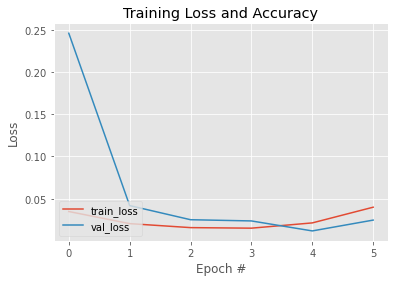 Training Loss and Accuracy
0.25
0.20
0.15
0.10
0.05
Loss
train_loss
val_loss
0 1 2 3 4 5
Epoch #